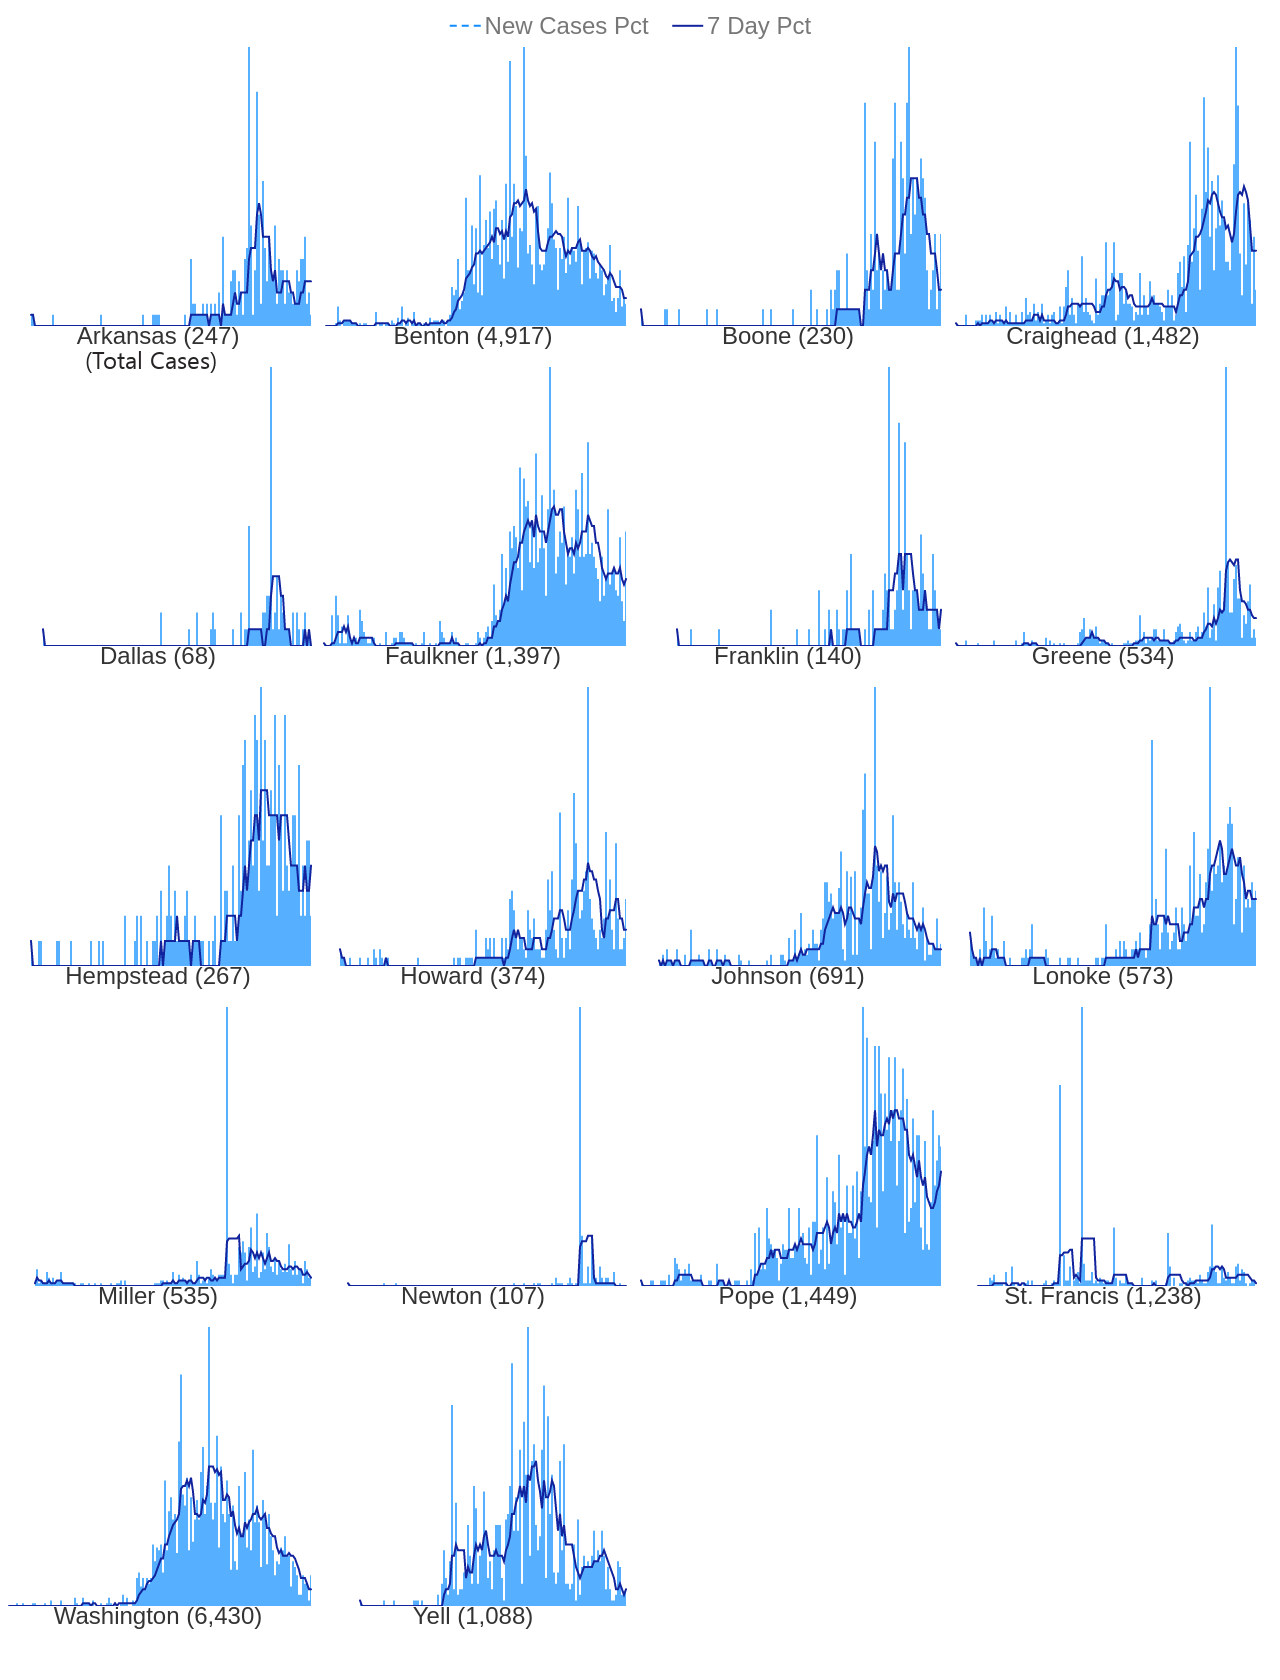 New Cases Pct 7 Day Pct
Arkansas (247) Benton (4,917) Boone (230) Craighead (1,482)
(Total Cases)
Dallas (68) Faulkner (1,397) Franklin (140) Greene (534)
Hempstead (267) Howard (374) Johnson (691) Lonoke (573)
Miller (535) Newton (107) Pope (1,449) St. Francis (1,238)
Washington (6,430) Yell (1,088)